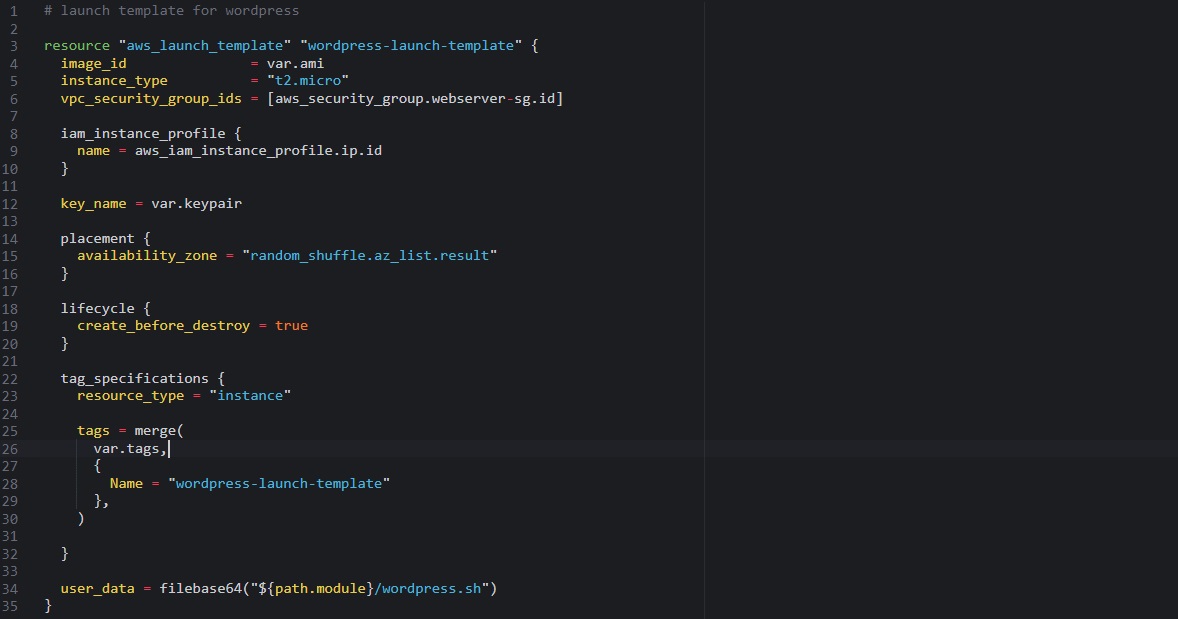 1 # launch template for wordpress
2
3 resource "aws_launch_template" "wordpress-launch-template" {
4   image_id               = var.ami
5   instance_type          = "t2.micro"
6   vpc_security_group_ids = [aws_security_group.webserver-sg.id]
7
8   iam_instance_profile {
9     name = aws_iam_instance_profile.ip.id
10   }
11
12   key_name = var.keypair
13
14   placement {
15     availability_zone = "random_shuffle.az_list.result"
16   }
17
18   lifecycle {
19     create_before_destroy = true
20   }
21
22   tag_specifications {
23     resource_type = "instance"
24
25     tags = merge(
26       var.tags,
27       {
28         Name = "wordpress-launch-template"
29       },
30     )
31
32   }
33
34   user_data = filebase64("${path.module}/wordpress.sh")
35 }